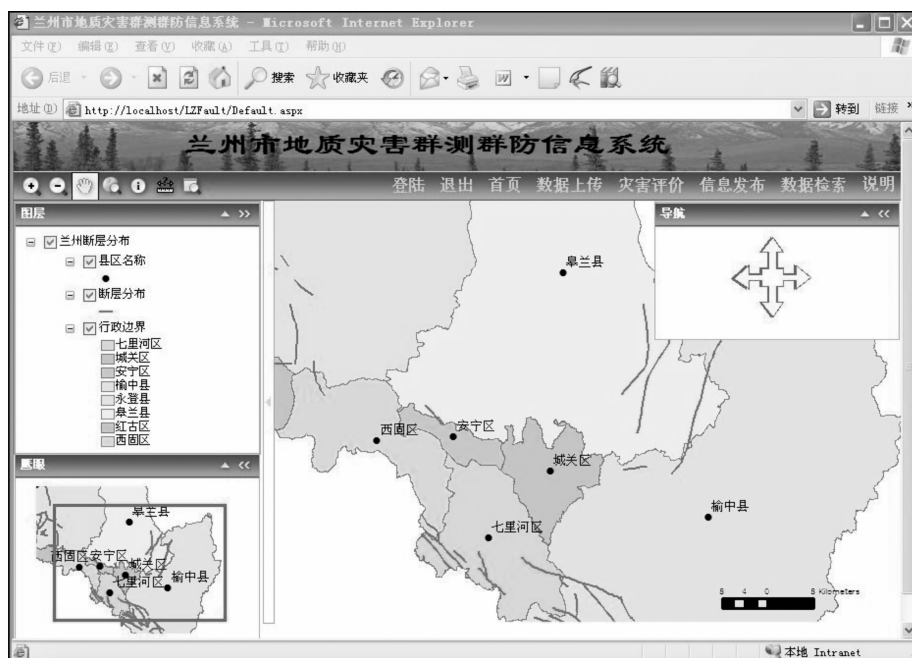 兰州市地质灾害群测群防信息系统 - Microsoft Internet Explorer
文件(F) 编辑(E) 查看(V) 收藏(A) 工具(T) 帮助(H)
后退 搜索 收藏夹
地址(D) http://localhost/LZFault/Default.aspx 转到 链接 »
兰州市地质灾害群测群防信息系统
登陆 退出 首页 数据上传 灾害评价 信息发布 数据检索 说明
图层
兰州断层分布
县区名称
断层分布
行政边界
七里河区
城关区
安宁区
榆中县
永登县
皋兰县
红古区
西固区
鹰眼
皋兰县
西固区 安宁区
城关区
七里河区 榆中县
导航
皋兰县
西固区
安宁区
城关区
七里河区
榆中县
8 4 0 8 Kilometers
本地 Intranet